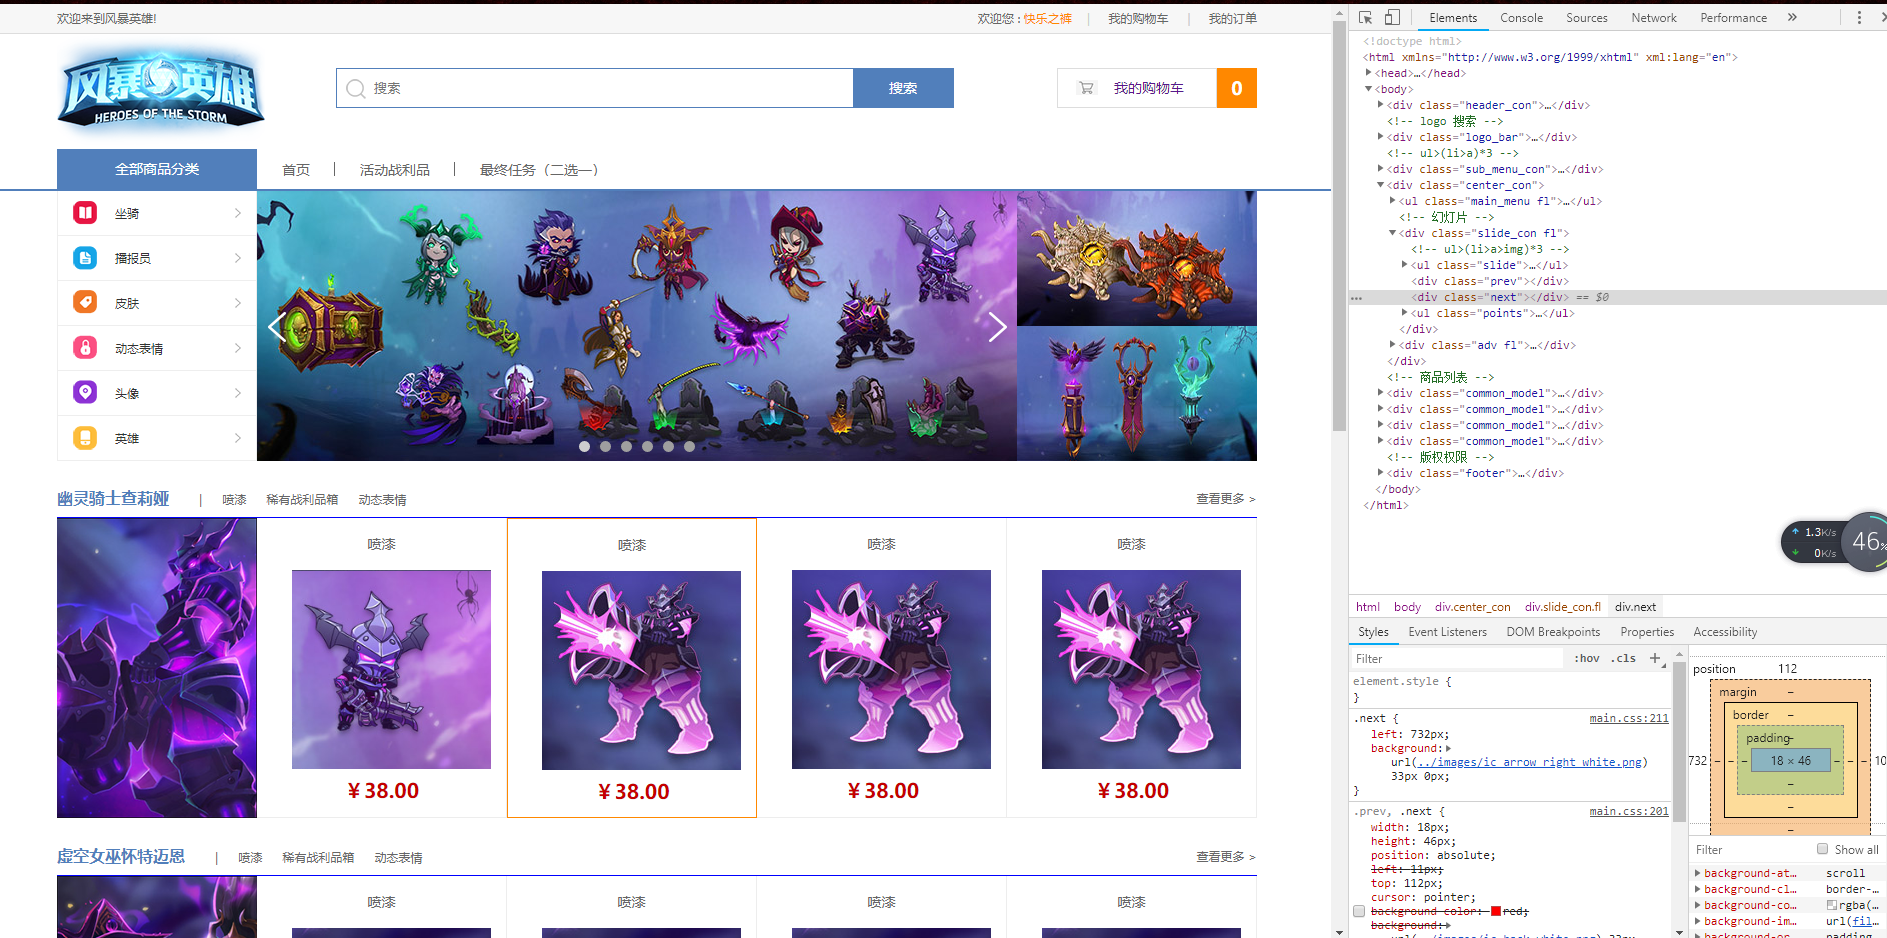 欢迎来到风暴英雄!
欢迎您 : 快乐之裤 | 我的购物车 | 我的订单
风暴英雄
HEROES OF THE STORM
搜索
搜索
我的购物车
0
全部商品分类
首页 | 活动战利品 | 最终任务（二选一）
坐骑
播报员
皮肤
动态表情
头像
英雄
幽灵骑士查莉娅 | 喷漆 稀有战利品箱 动态表情 查看更多 >
喷漆 喷漆 喷漆 喷漆
¥ 38.00 ¥ 38.00 ¥ 38.00 ¥ 38.00
虚空女巫怀特迈恩 | 喷漆 稀有战利品箱 动态表情 查看更多 >
喷漆 喷漆 喷漆 喷漆
Elements Console Sources Network Performance »
<!doctype html>
<html xmlns="http://www.w3.org/1999/xhtml" xml:lang="en">
<head>…</head>
<body>
<div class="header_con">…</div>
<!-- logo 搜索 -->
<div class="logo_bar">…</div>
<!-- ul>(li>a)*3 -->
<div class="sub_menu_con">…</div>
<div class="center_con">
<ul class="main_menu fl">…</ul>
<!-- 幻灯片 -->
<div class="slide_con fl">
<!-- ul>(li>a>img)*3 -->
<ul class="slide">…</ul>
<div class="prev"></div>
<div class="next"></div> == $0
<ul class="points">…</ul>
</div>
<div class="adv fl">…</div>
</div>
<!-- 商品列表 -->
<div class="common_model">…</div>
<div class="common_model">…</div>
<div class="common_model">…</div>
<div class="common_model">…</div>
<!-- 版权权限 -->
<div class="footer">…</div>
</body>
</html>
1.3K/s
0K/s
46%
html body div.center_con div.slide_con.fl div.next
Styles Event Listeners DOM Breakpoints Properties Accessibility
Filter :hov .cls +
element.style {
}
.next { main.css:211
left: 732px;
background:
url(../images/ic_arrow_right_white.png)
33px 0px;
}
.prev, .next { main.css:201
width: 18px;
height: 46px;
position: absolute;
left: 11px;
top: 112px;
cursor: pointer;
background-color: red;
background:
position 112
margin –
border –
padding –
732 – – – 18 × 46 – – – 10
–
–
–
Filter Show all
background-at… scroll
background-cl… border-…
background-co… rgba(…
background-im… url(fil…